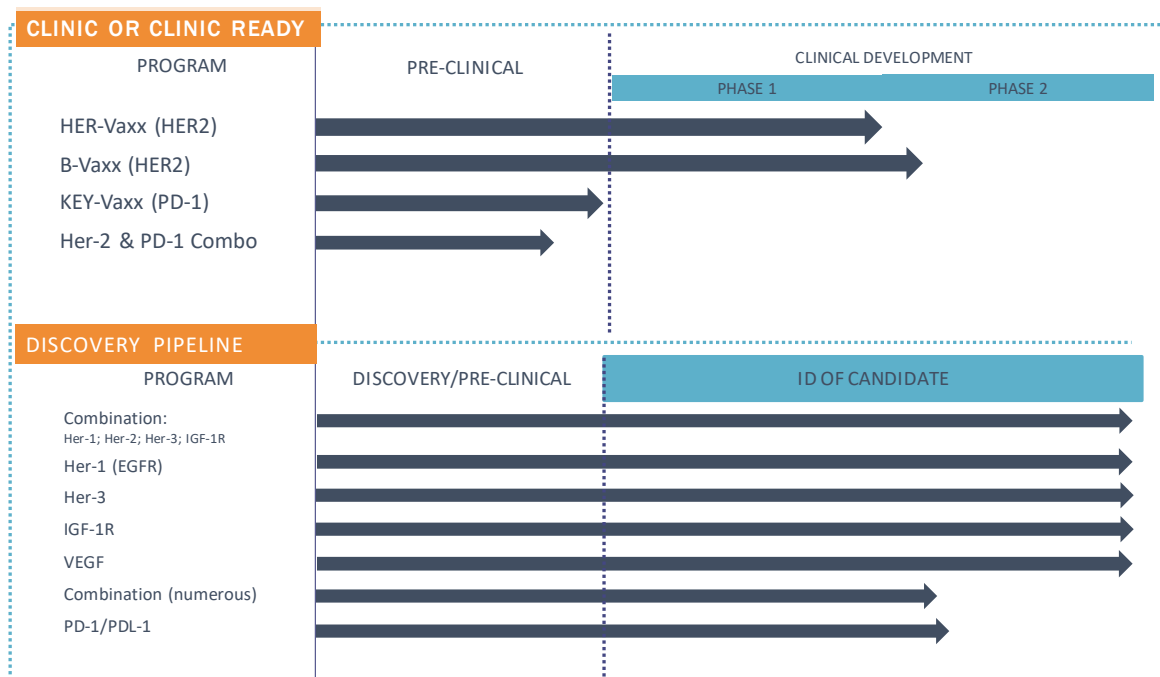 CLINIC OR CLINIC READY
PROGRAM
PRE-CLINICAL
CLINICAL DEVELOPMENT
PHASE 1
PHASE 2
HER-Vaxx (HER2)
B-Vaxx (HER2)
KEY-Vaxx (PD-1)
Her-2 & PD-1 Combo
DISCOVERY PIPELINE
PROGRAM
DISCOVERY/PRE-CLINICAL
ID OF CANDIDATE
Combination:
Her-1; Her-2; Her-3; IGF-1R
Her-1 (EGFR)
Her-3
IGF-1R
VEGF
Combination (numerous)
PD-1/PDL-1